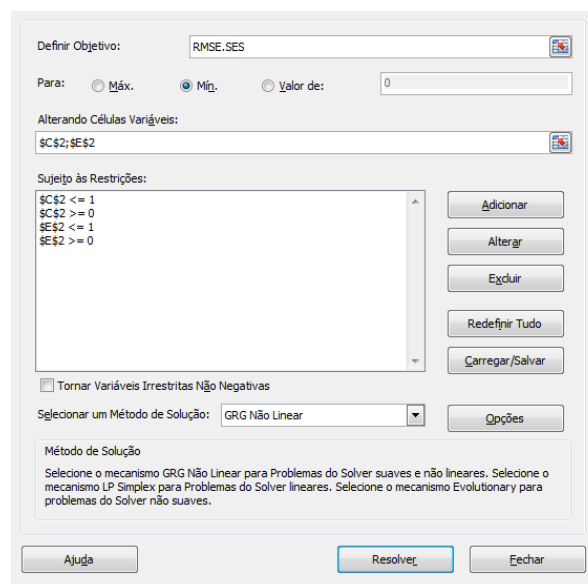 Definir Objetivo:
RMSE.SES
Para:
Máx.
Mín.
Valor de:
0
Alterando Células Variáveis:
$C$2;$E$2
Sujeito às Restrições:
$C$2 <= 1
$C$2 >= 0
$E$2 <= 1
$E$2 >= 0
Adicionar
Alterar
Excluir
Redefinir Tudo
Carregar/Salvar
Tornar Variáveis Irrestritas Não Negativas
Selecionar um Método de Solução:
GRG Não Linear
Opções
Método de Solução
Selecione o mecanismo GRG Não Linear para Problemas do Solver suaves e não lineares. Selecione o
mecanismo LP Simplex para Problemas do Solver lineares. Selecione o mecanismo Evolutionary para
problemas do Solver não suaves.
Ajuda
Resolver
Fechar